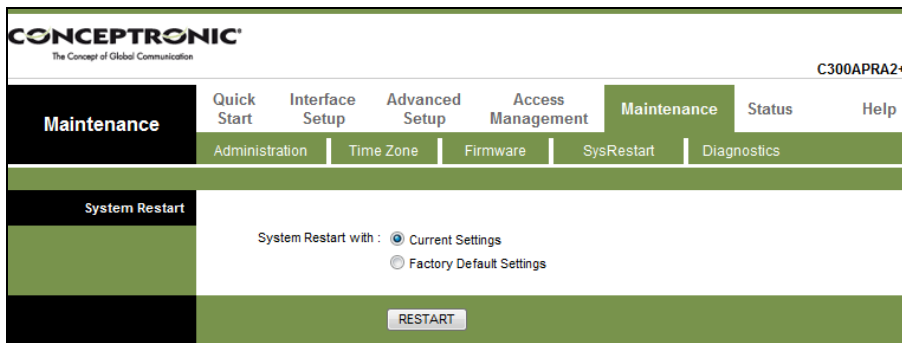 CONCEPTRONIC®
The Concept of Global Communication
C300APRA2+
Maintenance
Quick Start
Interface Setup
Advanced Setup
Access Management
Maintenance
Status
Help
Administration
Time Zone
Firmware
SysRestart
Diagnostics
System Restart
System Restart with : Current Settings
Factory Default Settings
RESTART